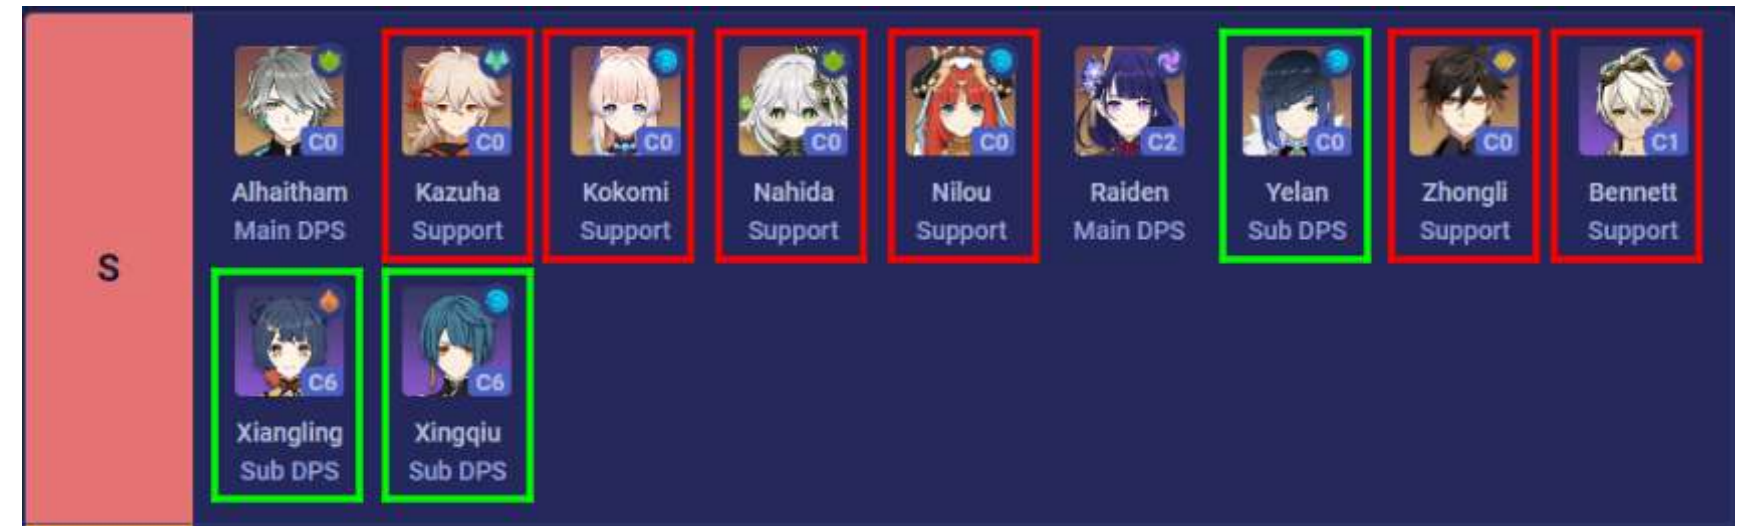 S
C0
C0
C0
C0
C0
C2
C0
C0
C1
Alhaitham Kazuha Kokomi Nahida Nilou Raiden Yelan Zhongli Bennett
Main DPS Support Support Support Support Main DPS Sub DPS Support Support
C6
C6
Xiangling Xingqiu
Sub DPS Sub DPS